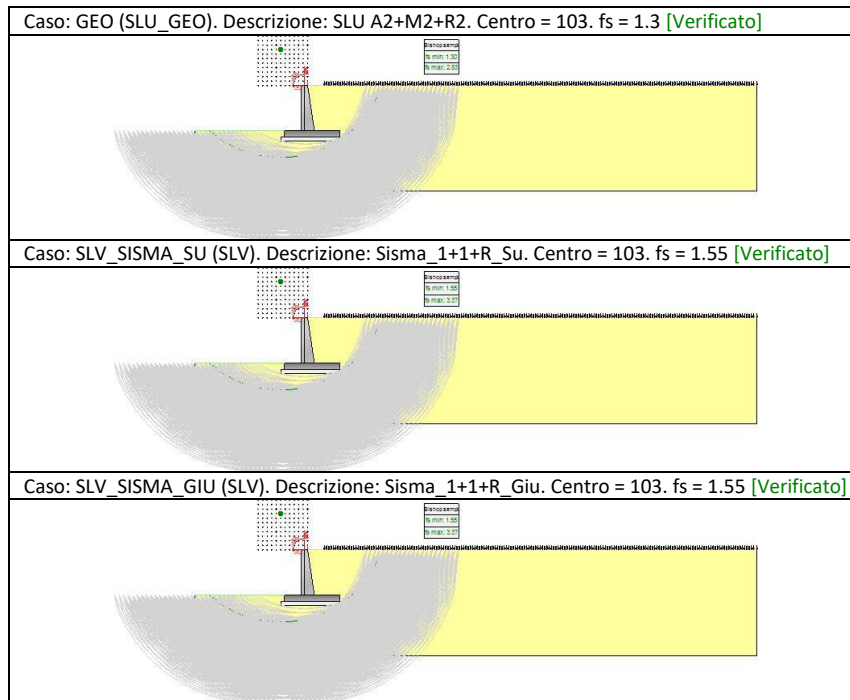 Caso: GEO (SLU_GEO). Descrizione: SLU A2+M2+R2. Centro = 103. fs = 1.3 [Verificato]
Bishopsemp
fs min: 1.30
fs max: 2.83
Caso: SLV_SISMA_SU (SLV). Descrizione: Sisma_1+1+R_Su. Centro = 103. fs = 1.55 [Verificato]
Bishopsemp
fs min: 1.55
fs max: 3.37
Caso: SLV_SISMA_GIU (SLV). Descrizione: Sisma_1+1+R_Giu. Centro = 103. fs = 1.55 [Verificato]
Bishopsemp
fs min: 1.55
fs max: 3.37